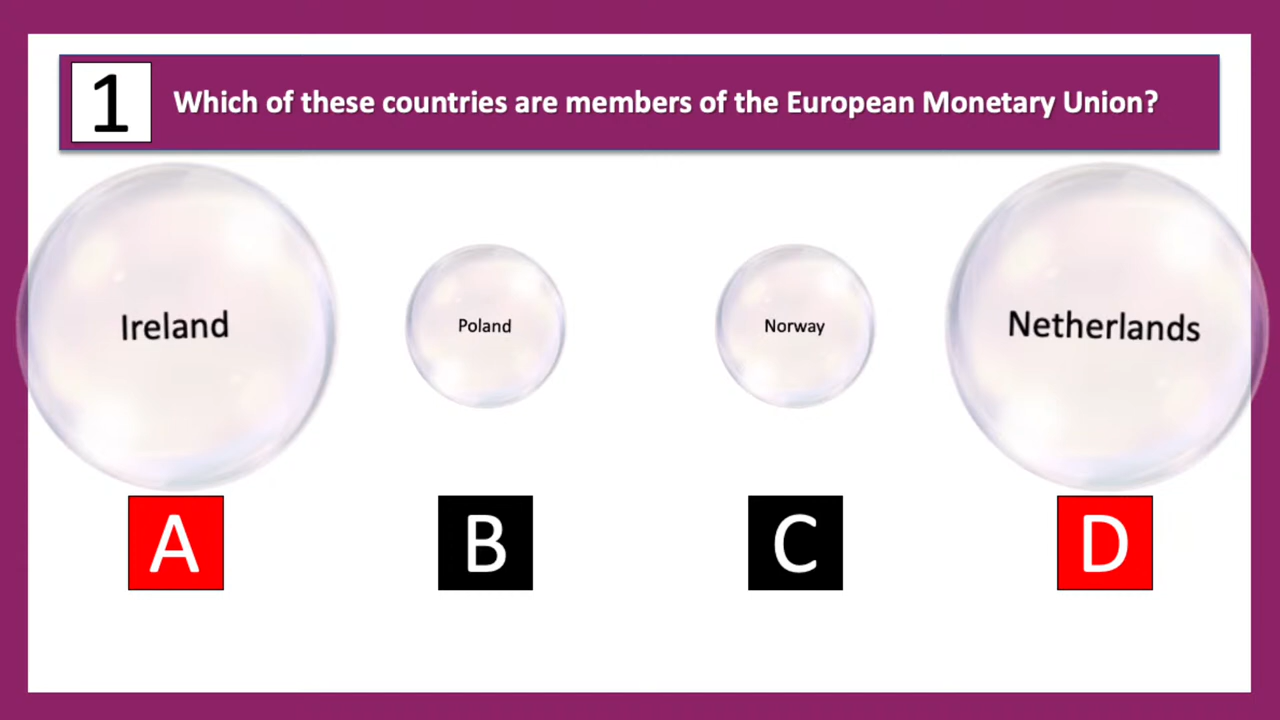 1
Which of these countries are members of the European Monetary Union?
Ireland
Poland
Norway
Netherlands
A
B
C
D